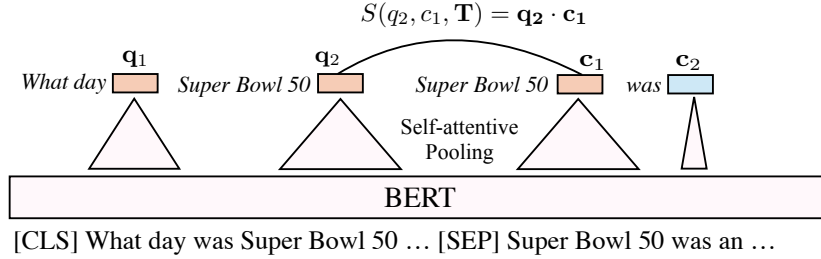 S(q₂, c₁, T) = q₂ · c₁
q₁ q₂ c₁ c₂
What day Super Bowl 50 Super Bowl 50 was
Self-attentive
Pooling
BERT
[CLS] What day was Super Bowl 50 … [SEP] Super Bowl 50 was an …